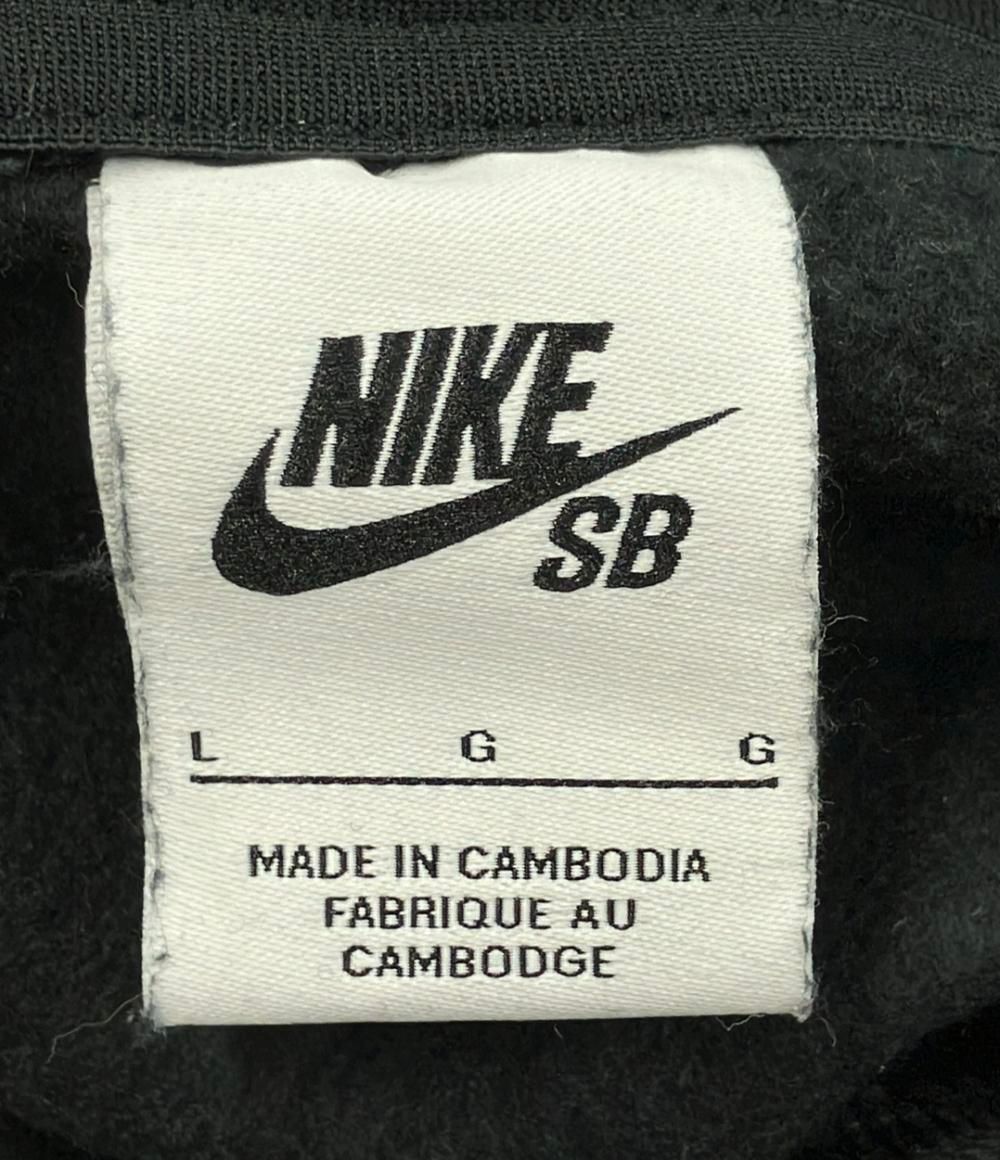 NIKE
SB
L G G
MADE IN CAMBODIA
FABRIQUE AU
CAMBODGE